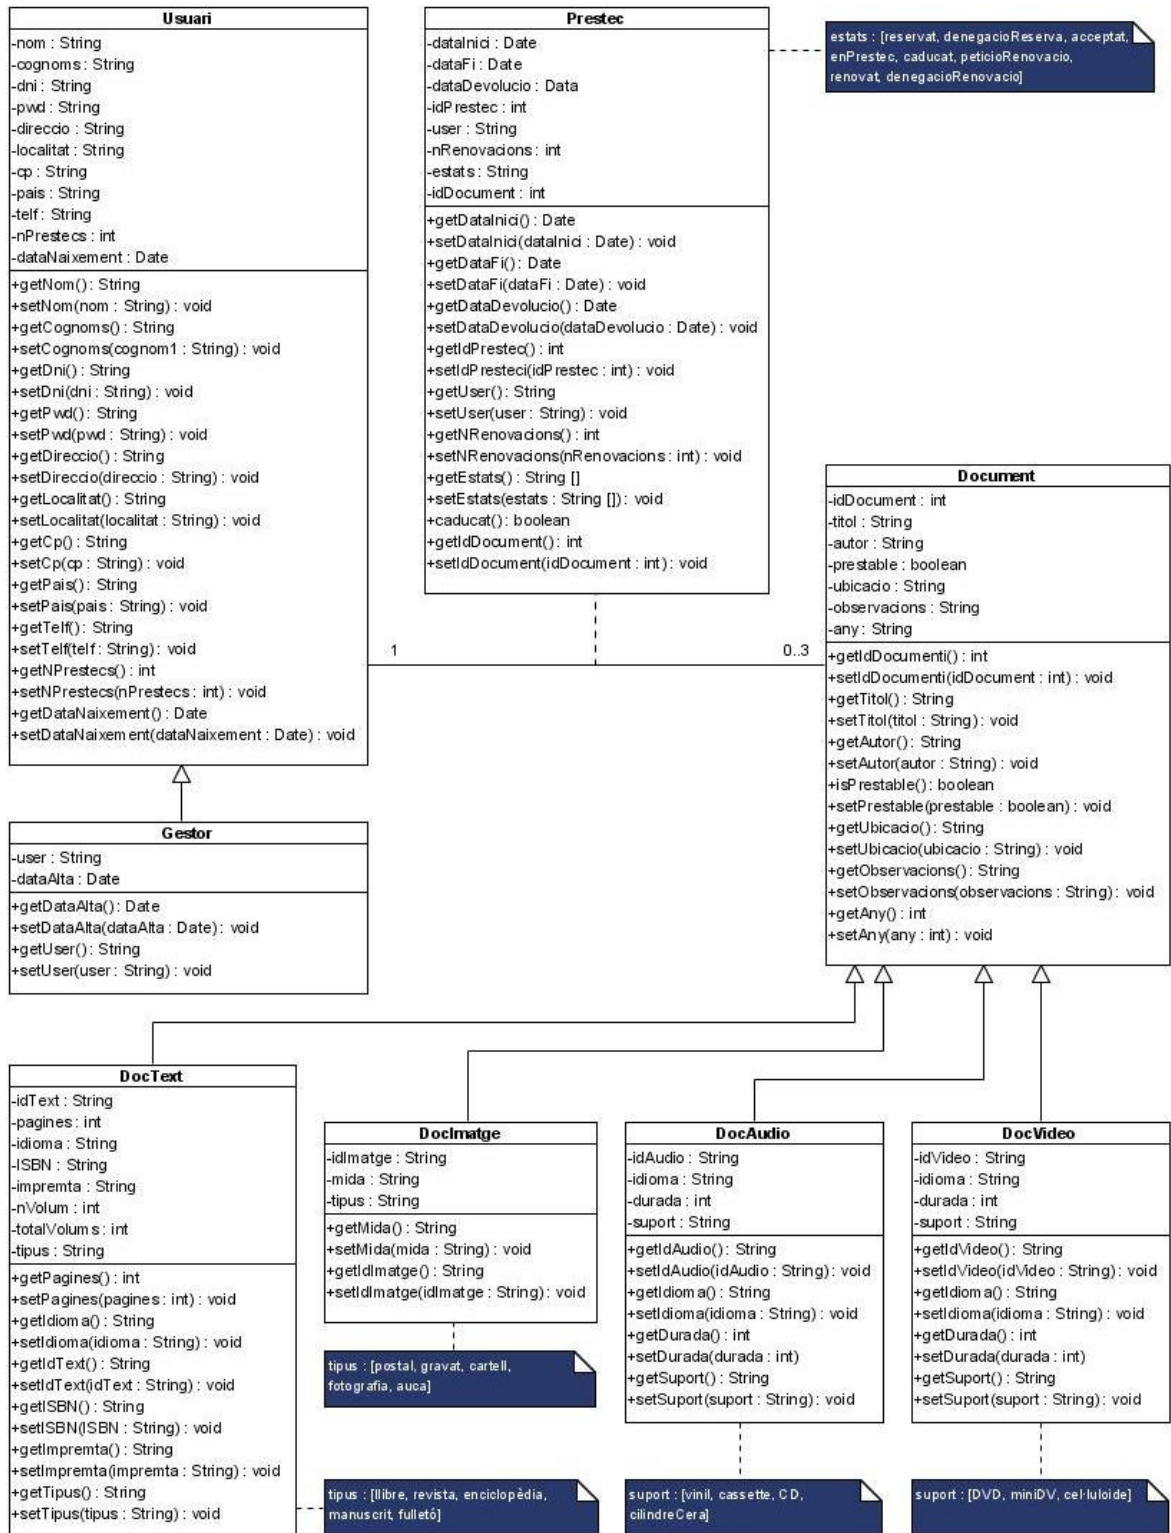 Usuari
-nom : String
-cognoms : String
-dni : String
-pwd : String
-direccio : String
-localitat : String
-cp : String
-pais : String
-telf : String
-nPrestecs : int
-dataNaixement : Date
+getNom() : String
+setNom(nom : String) : void
+getCognoms() : String
+setCognoms(cognom1 : String) : void
+getDni() : String
+setDni(dni : String) : void
+getPwd() : String
+setPwd(pwd : String) : void
+getDireccio() : String
+setDireccio(direccio : String) : void
+getLocalitat() : String
+setLocalitat(localitat : String) : void
+getCp() : String
+setCp(cp : String) : void
+getPais() : String
+setPais(pais : String) : void
+getTelf() : String
+setTelf(telf : String) : void
+getNPrestecs() : int
+setNPrestecs(nPrestecs : int) : void
+getDataNaixement() : Date
+setDataNaixement(dataNaixement : Date) : void
Prestec
-dataInici : Date
-dataFi : Date
-dataDevolucio : Data
-idPrestec : int
-user : String
-nRenovacions : int
-estats : String
-idDocument : int
+getDataInici() : Date
+setDataInici(dataInici : Date) : void
+getDataFi() : Date
+setDataFi(dataFi : Date) : void
+getDataDevolucio() : Date
+setDataDevolucio(dataDevolucio : Date) : void
+getIdPrestec() : int
+setIdPresteci(idPrestec : int) : void
+getUser() : String
+setUser(user : String) : void
+getNRenovacions() : int
+setNRenovacions(nRenovacions : int) : void
+getEstats() : String []
+setEstats(estats : String []) : void
+caducat() : boolean
+getIdDocument() : int
+setIdDocument(idDocument : int) : void
estats : [reservat, denegacioReserva, acceptat,
enPrestec, caducat, peticioRenovacio,
renovat, denegacioRenovacio]
1
0..3
Document
-idDocument : int
-titol : String
-autor : String
-prestable : boolean
-ubicacio : String
-observacions : String
-any : String
+getIdDocumenti() : int
+setIdDocumenti(idDocument : int) : void
+getTitol() : String
+setTitol(titol : String) : void
+getAutor() : String
+setAutor(autor : String) : void
+isPrestable() : boolean
+setPrestable(prestable : boolean) : void
+getUbicacio() : String
+setUbicacio(ubicacio : String) : void
+getObservacions() : String
+setObservacions(observacions : String) : void
+getAny() : int
+setAny(any : int) : void
Gestor
-user : String
-dataAlta : Date
+getDataAlta() : Date
+setDataAlta(dataAlta : Date) : void
+getUser() : String
+setUser(user : String) : void
DocText
-idText : String
-pagines : int
-idioma : String
-ISBN : String
-impremta : String
-nVolum : int
-totalVolums : int
-tipus : String
+getPagines() : int
+setPagines(pagines : int) : void
+getIdioma() : String
+setIdioma(idioma : String) : void
+getIdText() : String
+setIdText(idText : String) : void
+getISBN() : String
+setISBN(ISBN : String) : void
+getImpremta() : String
+setImpremta(impremta : String) : void
+getTipus() : String
+setTipus(tipus : String) : void
tipus : [llibre, revista, enciclopèdia,
manuscrit, fulletó]
DocImatge
-idImatge : String
-mida : String
-tipus : String
+getMida() : String
+setMida(mida : String) : void
+getIdImatge() : String
+setIdImatge(idImatge : String) : void
tipus : [postal, gravat, cartell,
fotografia, auca]
DocAudio
-idAudio : String
-idioma : String
-durada : int
-suport : String
+getIdAudio() : String
+setIdAudio(idAudio : String) : void
+getIdioma() : String
+setIdioma(idioma : String) : void
+getDurada() : int
+setDurada(durada : int)
+getSuport() : String
+setSuport(suport : String) : void
suport : [vinil, cassette, CD,
cilindreCera]
DocVideo
-idVideo : String
-idioma : String
-durada : int
-suport : String
+getIdVideo() : String
+setIdVideo(idVideo : String) : void
+getIdioma() : String
+setIdioma(idioma : String) : void
+getDurada() : int
+setDurada(durada : int)
+getSuport() : String
+setSuport(suport : String) : void
suport : [DVD, miniDV, cel·luloide]